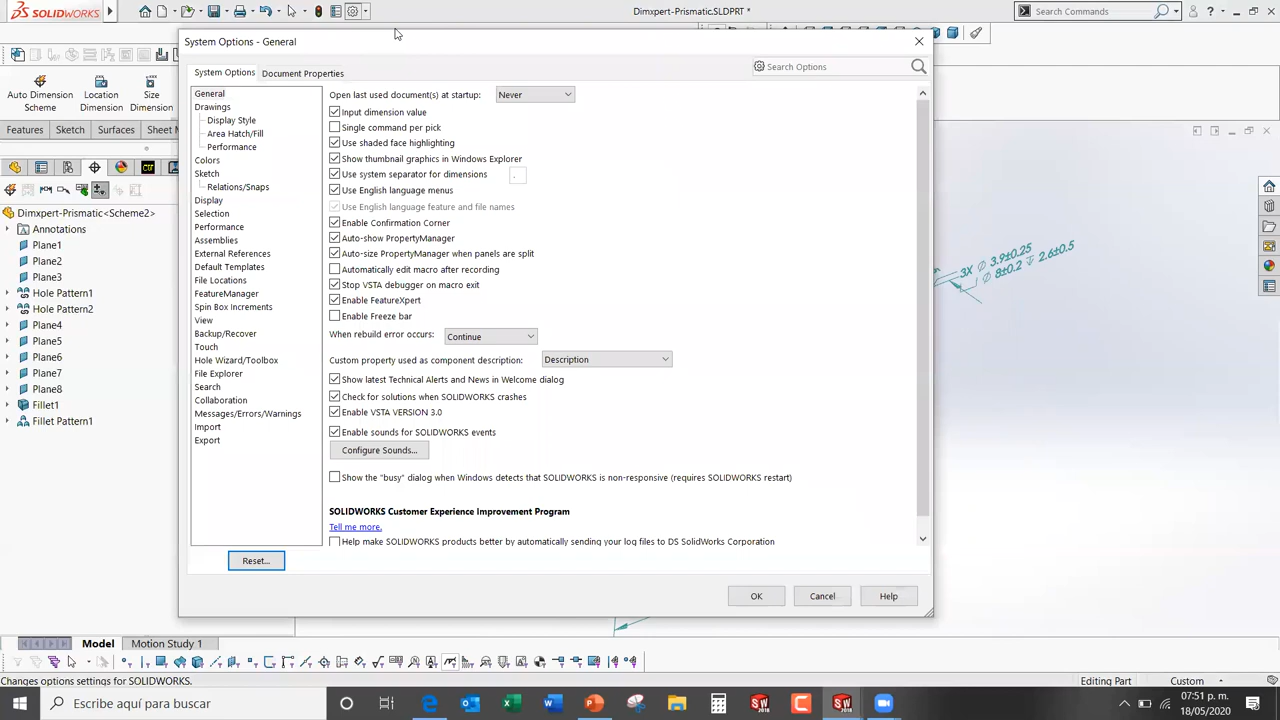 SOLIDWORKS
Dimxpert-Prismatic.SLDPRT *
Search Commands
System Options - General
System Options
Document Properties
Search Options
Auto Dimension Scheme
Location Dimension
Size Dimension
Features
Sketch
Surfaces
Sheet M
Dimxpert-Prismatic<Scheme2>
Annotations
Plane1
Plane2
Plane3
Hole Pattern1
Hole Pattern2
Plane4
Plane5
Plane6
Plane7
Plane8
Fillet1
Fillet Pattern1
General
Drawings
Display Style
Area Hatch/Fill
Performance
Colors
Sketch
Relations/Snaps
Display
Selection
Performance
Assemblies
External References
Default Templates
File Locations
FeatureManager
Spin Box Increments
View
Backup/Recover
Touch
Hole Wizard/Toolbox
File Explorer
Search
Collaboration
Messages/Errors/Warnings
Import
Export
Reset...
Open last used document(s) at startup: Never
Input dimension value
Single command per pick
Use shaded face highlighting
Show thumbnail graphics in Windows Explorer
Use system separator for dimensions .
Use English language menus
Use English language feature and file names
Enable Confirmation Corner
Auto-show PropertyManager
Auto-size PropertyManager when panels are split
Automatically edit macro after recording
Stop VSTA debugger on macro exit
Enable FeatureXpert
Enable Freeze bar
When rebuild error occurs: Continue
Custom property used as component description: Description
Show latest Technical Alerts and News in Welcome dialog
Check for solutions when SOLIDWORKS crashes
Enable VSTA VERSION 3.0
Enable sounds for SOLIDWORKS events
Configure Sounds...
Show the "busy" dialog when Windows detects that SOLIDWORKS is non-responsive (requires SOLIDWORKS restart)
SOLIDWORKS Customer Experience Improvement Program
Tell me more.
Help make SOLIDWORKS products better by automatically sending your log files to DS SolidWorks Corporation
OK
Cancel
Help
3X ∅ 3.9±0.25
∅ 8±0.2 ↧ 2.6±0.5
Model
Motion Study 1
Changes options settings for SOLIDWORKS.
Editing Part
Custom
Escribe aquí para buscar
07:51 p. m.
18/05/2020